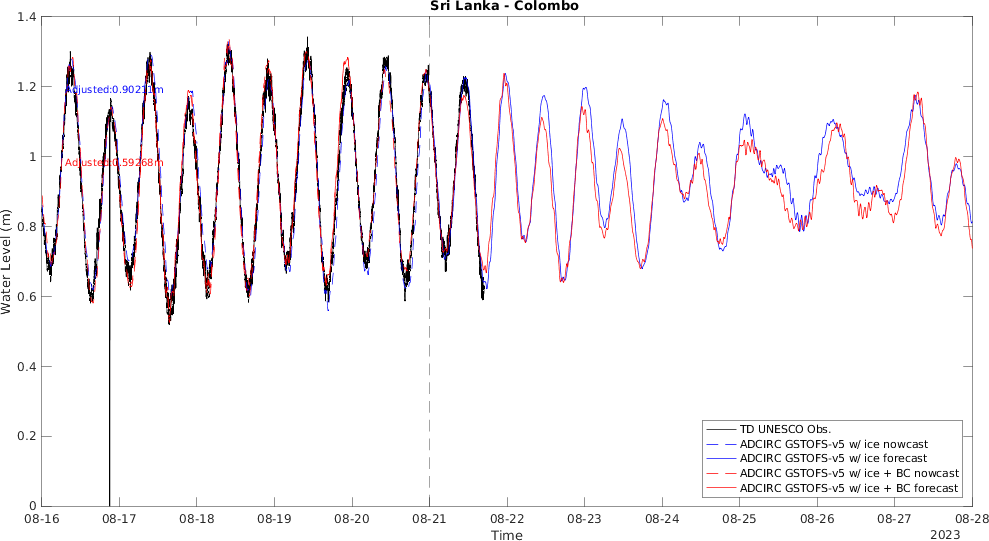 Sri Lanka - Colombo
1.4
1.2
1
0.8
0.6
0.4
0.2
0
Water Level (m)
Adjusted:0.90211m
Adjusted:0.59268m
TD UNESCO Obs.
ADCIRC GSTOFS-v5 w/ ice nowcast
ADCIRC GSTOFS-v5 w/ ice forecast
ADCIRC GSTOFS-v5 w/ ice + BC nowcast
ADCIRC GSTOFS-v5 w/ ice + BC forecast
08-16 08-17 08-18 08-19 08-20 08-21 08-22 08-23 08-24 08-25 08-26 08-27 08-28
Time
2023